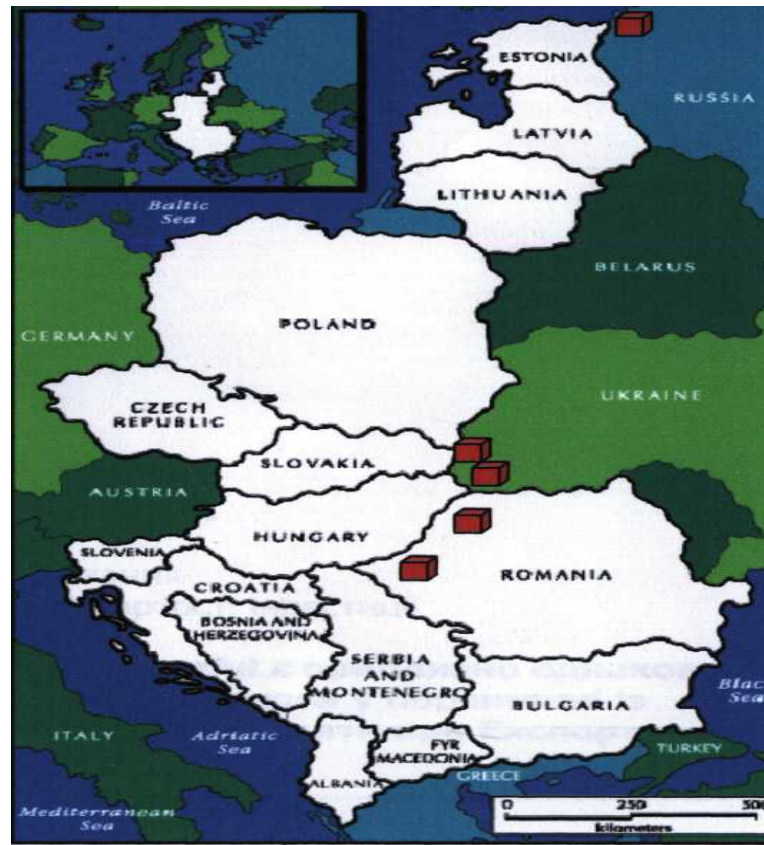 ESTONIA
RUSSIA
LATVIA
LITHUANIA
Baltic
Sea
BELARUS
POLAND
GERMANY
UKRAINE
CZECH
REPUBLIC
SLOVAKIA
AUSTRIA
HUNGARY
SLOVENIA
ROMANIA
CROATIA
BOSNIA AND
HERZEGOVINA
SERBIA
AND
MONTENEGRO
Blac
Sea
BULGARIA
ITALY
Adriatic
Sea
FYR
MACEDONIA
TURKEY
GREECE
ALBANIA
Mediterranean
Sea
0 250 500
kilometers